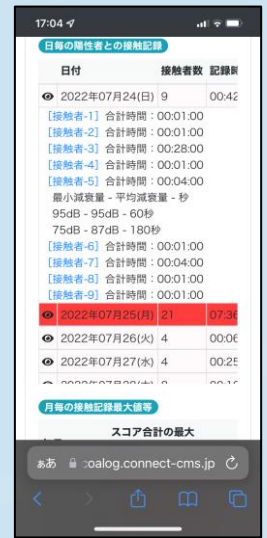 17:04
日毎の陽性者との接触記録
日付 接触者数 記録時
2022年07月24(日) 9 00:42
[接触者-1] 合計時間：00:01:00
[接触者-2] 合計時間：00:01:00
[接触者-3] 合計時間：00:28:00
[接触者-4] 合計時間：00:01:00
[接触者-5] 合計時間：00:04:00
最小減衰量 - 平均減衰量 - 秒
95dB - 95dB - 60秒
75dB - 87dB - 180秒
[接触者-6] 合計時間：00:01:00
[接触者-7] 合計時間：00:04:00
[接触者-8] 合計時間：00:01:00
[接触者-9] 合計時間：00:01:00
2022年07月25(月) 21 07:36
2022年07月26(火) 4 00:06
2022年07月27(水) 4 00:25
月毎の接触記録最大値等
スコア合計の最大
ぁあ coalog.connect-cms.jp